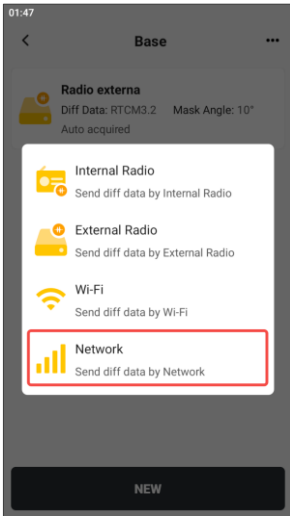 01:47
Base
Radio externa
Diff Data: RTCM3.2 Mask Angle: 10°
Auto acquired
Internal Radio
Send diff data by Internal Radio
External Radio
Send diff data by External Radio
Wi-Fi
Send diff data by Wi-Fi
Network
Send diff data by Network
NEW